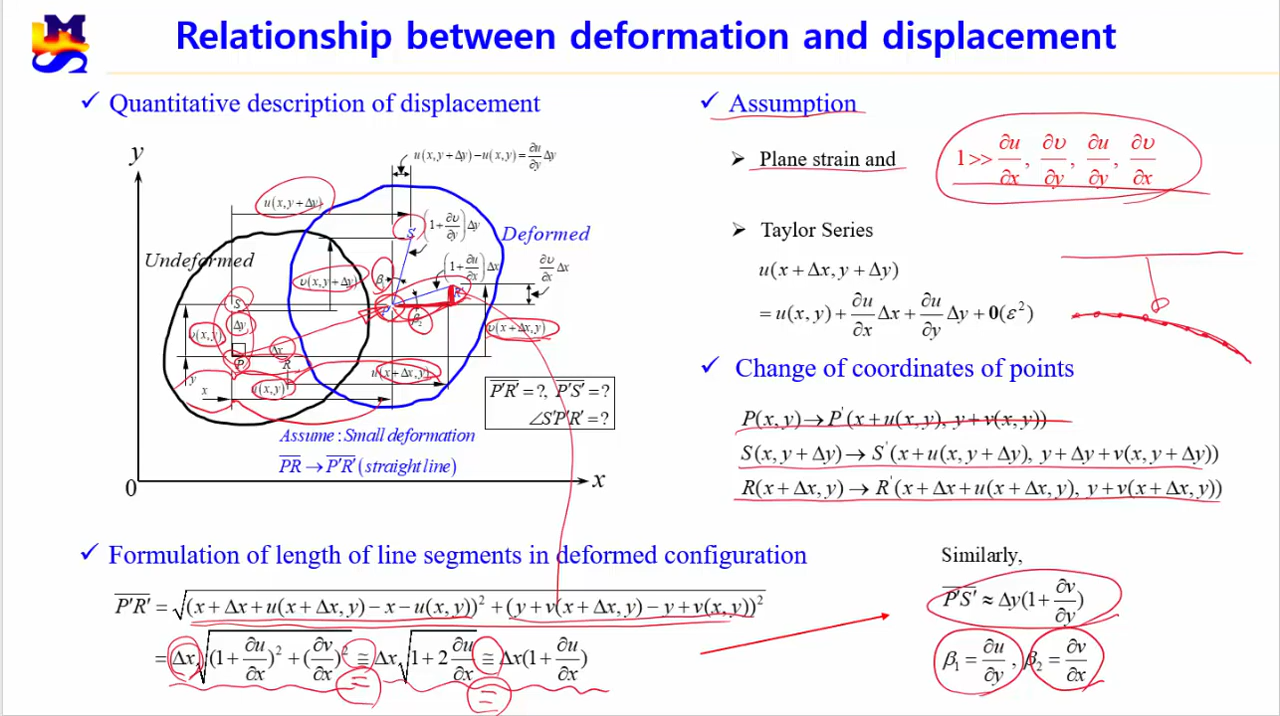 Relationship between deformation and displacement
✓ Quantitative description of displacement
y
u(x, y + Δy) − u(x, y) = ∂u/∂y Δy
u(x, y + Δy)
S'
(1 + ∂υ/∂y)Δy
Deformed
Undeformed
υ(x, y + Δy)
β₁
(1 + ∂u/∂x)Δx
∂υ/∂x Δx
S
P'
R'
β₂
υ(x, y)
Δy
υ(x + Δx, y)
Δx
P
R
u(x + Δx, y)
y
x
u(x, y)
P'R' = ?, P'S' = ?
∠S'P'R' = ?
Assume : Small deformation
PR → P'R' (straight line)
0
x
✓ Assumption
➢ Plane strain and
1 >> ∂u/∂x, ∂υ/∂y, ∂u/∂y, ∂υ/∂x
➢ Taylor Series
u(x + Δx, y + Δy)
= u(x, y) + ∂u/∂x Δx + ∂u/∂y Δy + 0(ε²)
✓ Change of coordinates of points
P(x, y) → P'(x + u(x, y), y + v(x, y))
S(x, y + Δy) → S'(x + u(x, y + Δy), y + Δy + v(x, y + Δy))
R(x + Δx, y) → R'(x + Δx + u(x + Δx, y), y + v(x + Δx, y))
✓ Formulation of length of line segments in deformed configuration
P'R' = √((x + Δx + u(x + Δx, y) − x − u(x, y))² + (y + v(x + Δx, y) − y + v(x, y))²
= Δx√((1 + ∂u/∂x)² + (∂v/∂x)²) ≅ Δx√(1 + 2 ∂u/∂x) ≅ Δx(1 + ∂u/∂x)
Similarly,
P'S' ≈ Δy(1 + ∂v/∂y)
β₁ = ∂u/∂y , β₂ = ∂v/∂x